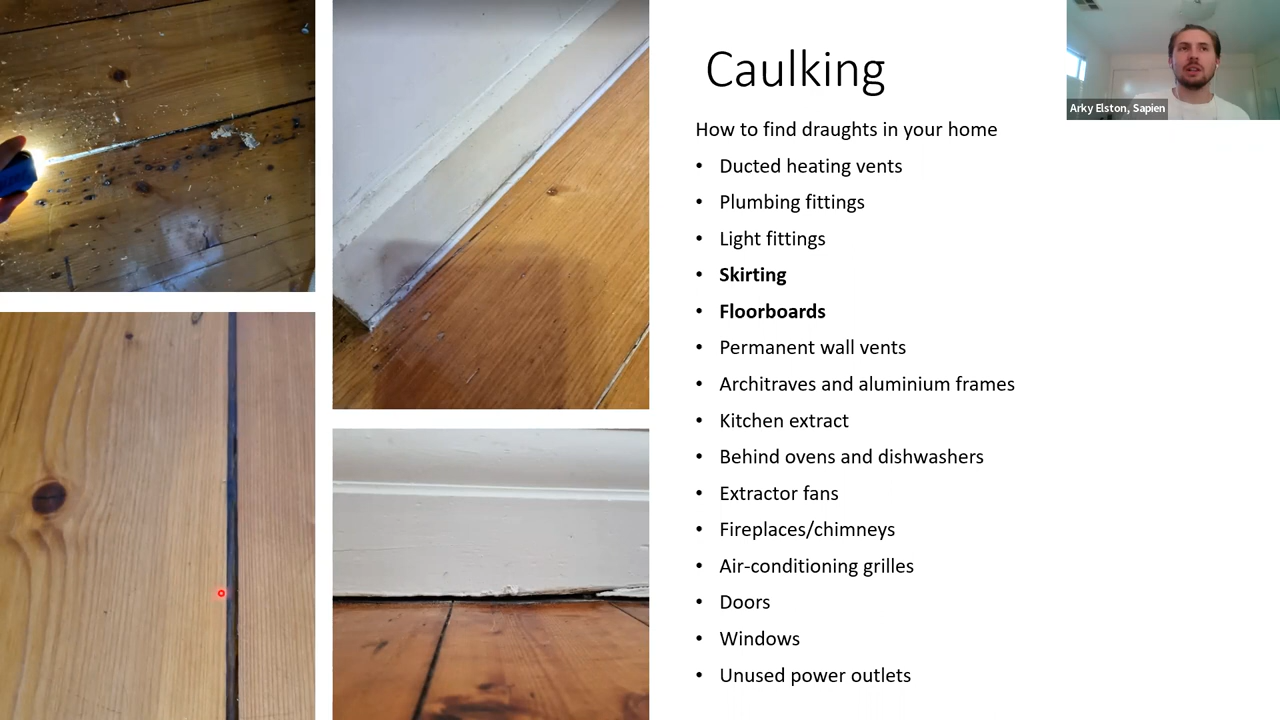 Caulking
Arky Elston, Sapien
How to find draughts in your home
• Ducted heating vents
• Plumbing fittings
• Light fittings
• Skirting
• Floorboards
• Permanent wall vents
• Architraves and aluminium frames
• Kitchen extract
• Behind ovens and dishwashers
• Extractor fans
• Fireplaces/chimneys
• Air-conditioning grilles
• Doors
• Windows
• Unused power outlets